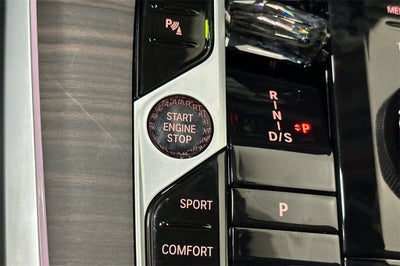 P
START
ENGINE
STOP
R
N
D/S
P
SPORT
P
COMFORT